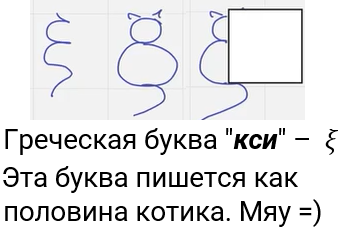 ξ
Греческая буква "кси" – ξ
Эта буква пишется как
половина котика. Мяу =)